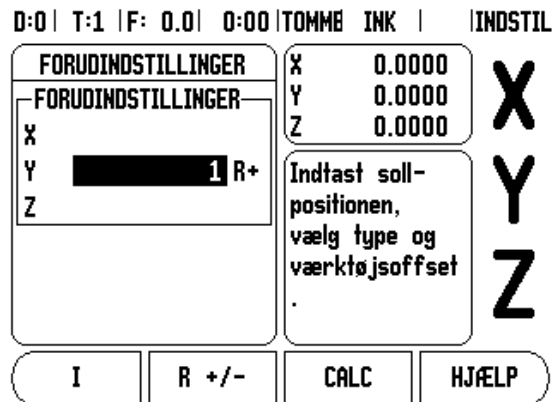 D:0 | T:1 | F: 0.0 | 0:00 | TOMME INK | | INDSTIL
FORUDINDSTILLINGER
FORUDINDSTILLINGER
X
Y 1 R+
Z
X 0.0000
Y 0.0000
Z 0.0000
Indtast soll-
positionen,
vælg type og
værktøjsoffset
.
X
Y
Z
I
R +/-
CALC
HJÆLP